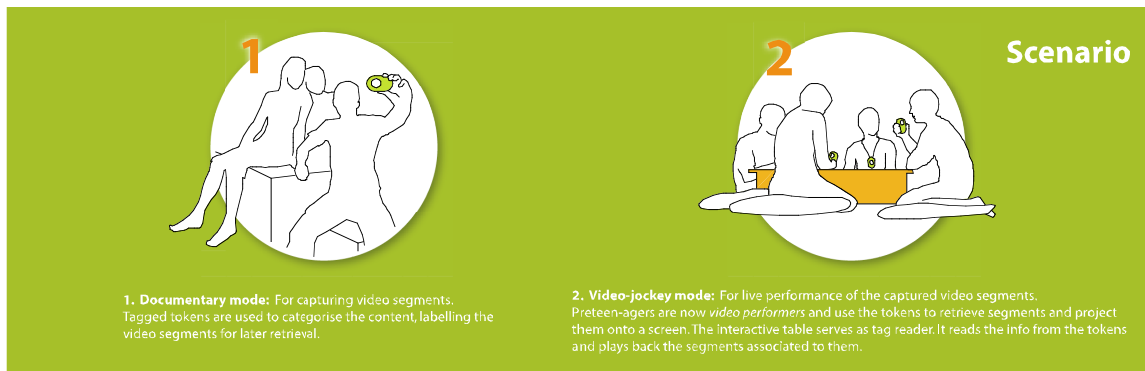 Scenario
1
2
1. Documentary mode: For capturing video segments.
Tagged tokens are used to categorise the content, labelling the
video segments for later retrieval.
2. Video-jockey mode: For live performance of the captured video segments.
Preteen-agers are now video performers and use the tokens to retrieve segments and project
them onto a screen. The interactive table serves as tag reader. It reads the info from the tokens
and plays back the segments associated to them.